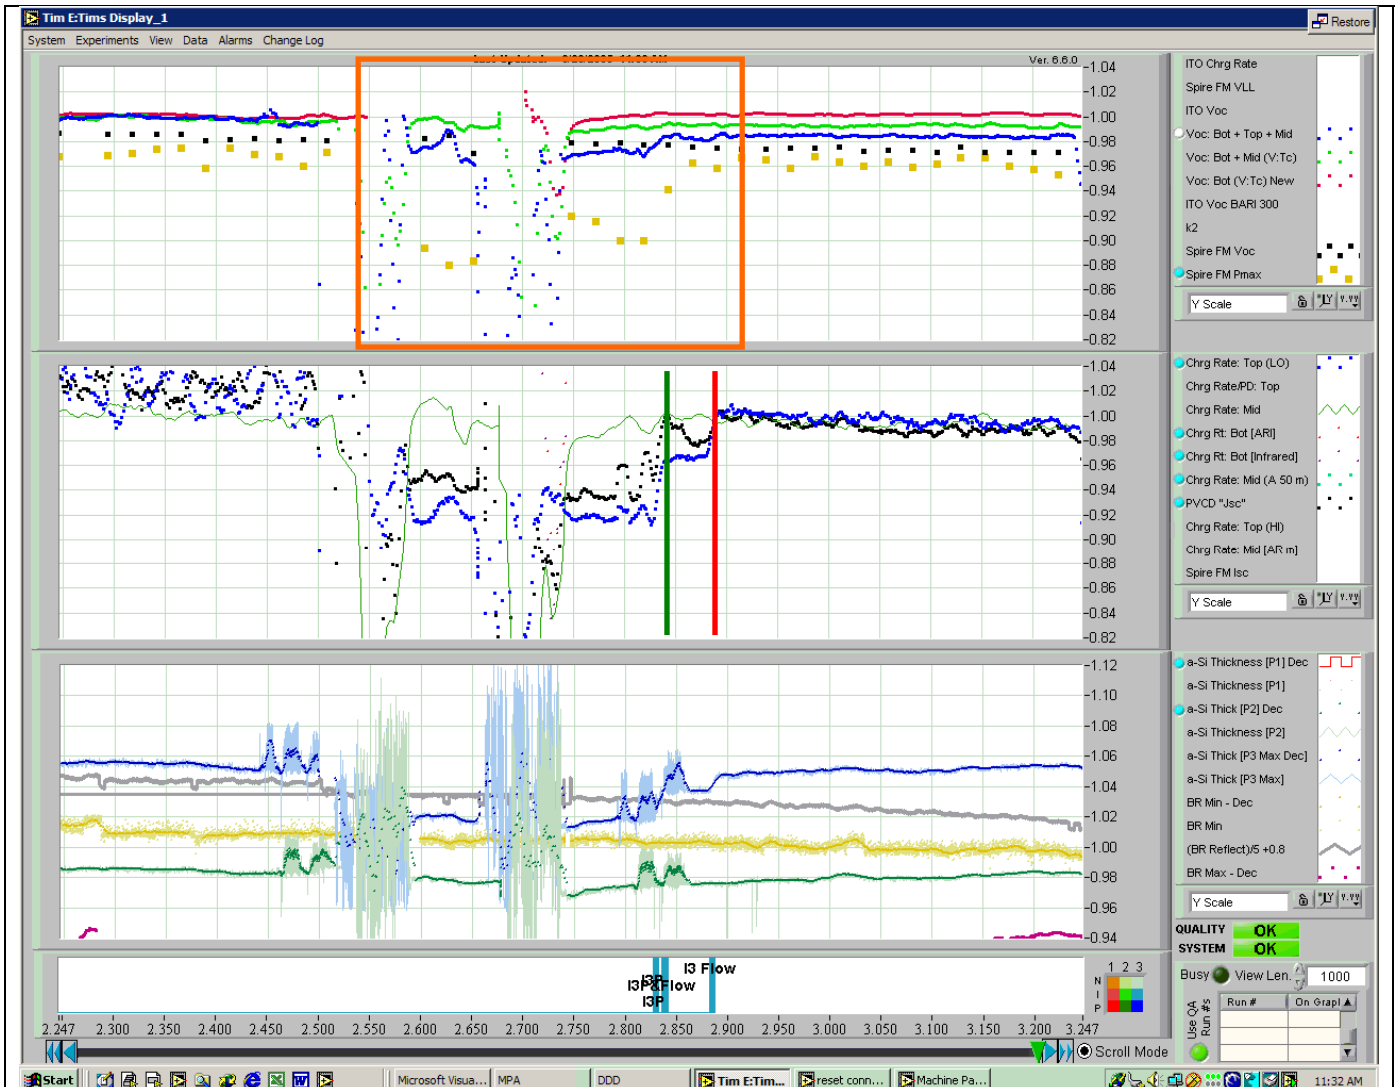 Tim E:Tims Display_1
Restore
System Experiments View Data Alarms Change Log
Ver. 6.6.0
1.04
1.02
1.00
0.98
0.96
0.94
0.92
0.90
0.88
0.86
0.84
0.82
ITO Chrg Rate
Spire FM VLL
ITO Voc
Voc: Bot + Top + Mid
Voc: Bot + Mid (V:Tc)
Voc: Bot (V:Tc) New
ITO Voc BARI 300
k2
Spire FM Voc
Spire FM Pmax
Y Scale
1.04
1.02
1.00
0.98
0.96
0.94
0.92
0.90
0.88
0.86
0.84
0.82
Chrg Rate: Top (LO)
Chrg Rate/PD: Top
Chrg Rate: Mid
Chrg Rt: Bot [ARI]
Chrg Rt: Bot [Infrared]
Chrg Rate: Mid (A 50 m)
PVCD "Jsc"
Chrg Rate: Top (HI)
Chrg Rate: Mid [AR m]
Spire FM Isc
Y Scale
1.12
1.10
1.08
1.06
1.04
1.02
1.00
0.98
0.96
0.94
a-Si Thickness [P1] Dec
a-Si Thickness [P1]
a-Si Thick [P2] Dec
a-Si Thickness [P2]
a-Si Thick [P3 Max Dec]
a-Si Thick [P3 Max]
BR Min - Dec
BR Min
(BR Reflect)/5 +0.8
BR Max - Dec
Y Scale
QUALITY OK
SYSTEM OK
I3 Flow
I3P&Flow
I3P
1 2 3
N
I
P
Busy View Len. 1000
Run # On Grapl
Use QA
Run #s
2.247 2.300 2.350 2.400 2.450 2.500 2.550 2.600 2.650 2.700 2.750 2.800 2.850 2.900 2.950 3.000 3.050 3.100 3.150 3.200 3.247
Scroll Mode
Start Microsoft Visua... MPA DDD Tim E:Tim... reset conn... Machine Pa... 11:32 AM